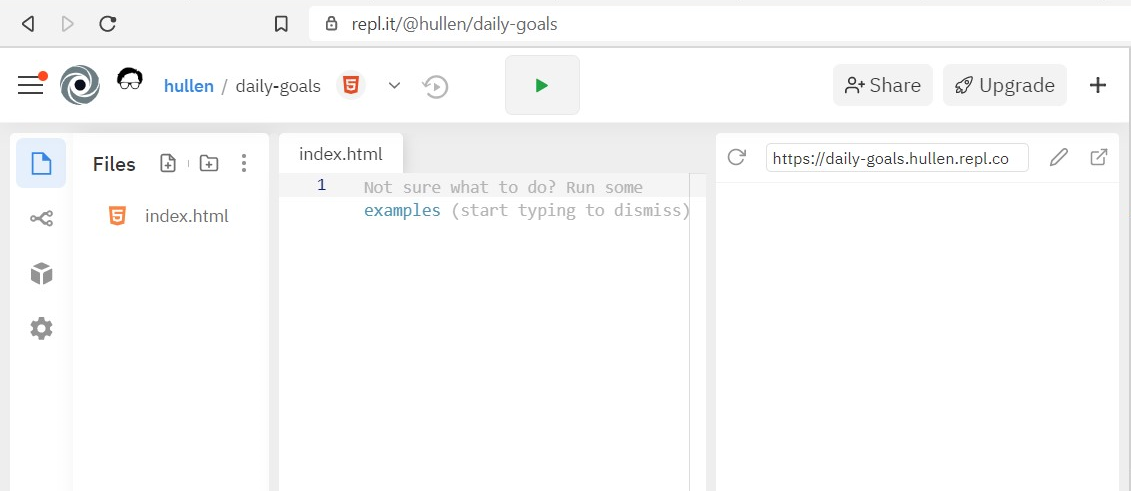 repl.it/@hullen/daily-goals
hullen / daily-goals
Share
Upgrade
Files
index.html
index.html
1
Not sure what to do? Run some
examples (start typing to dismiss)
https://daily-goals.hullen.repl.co